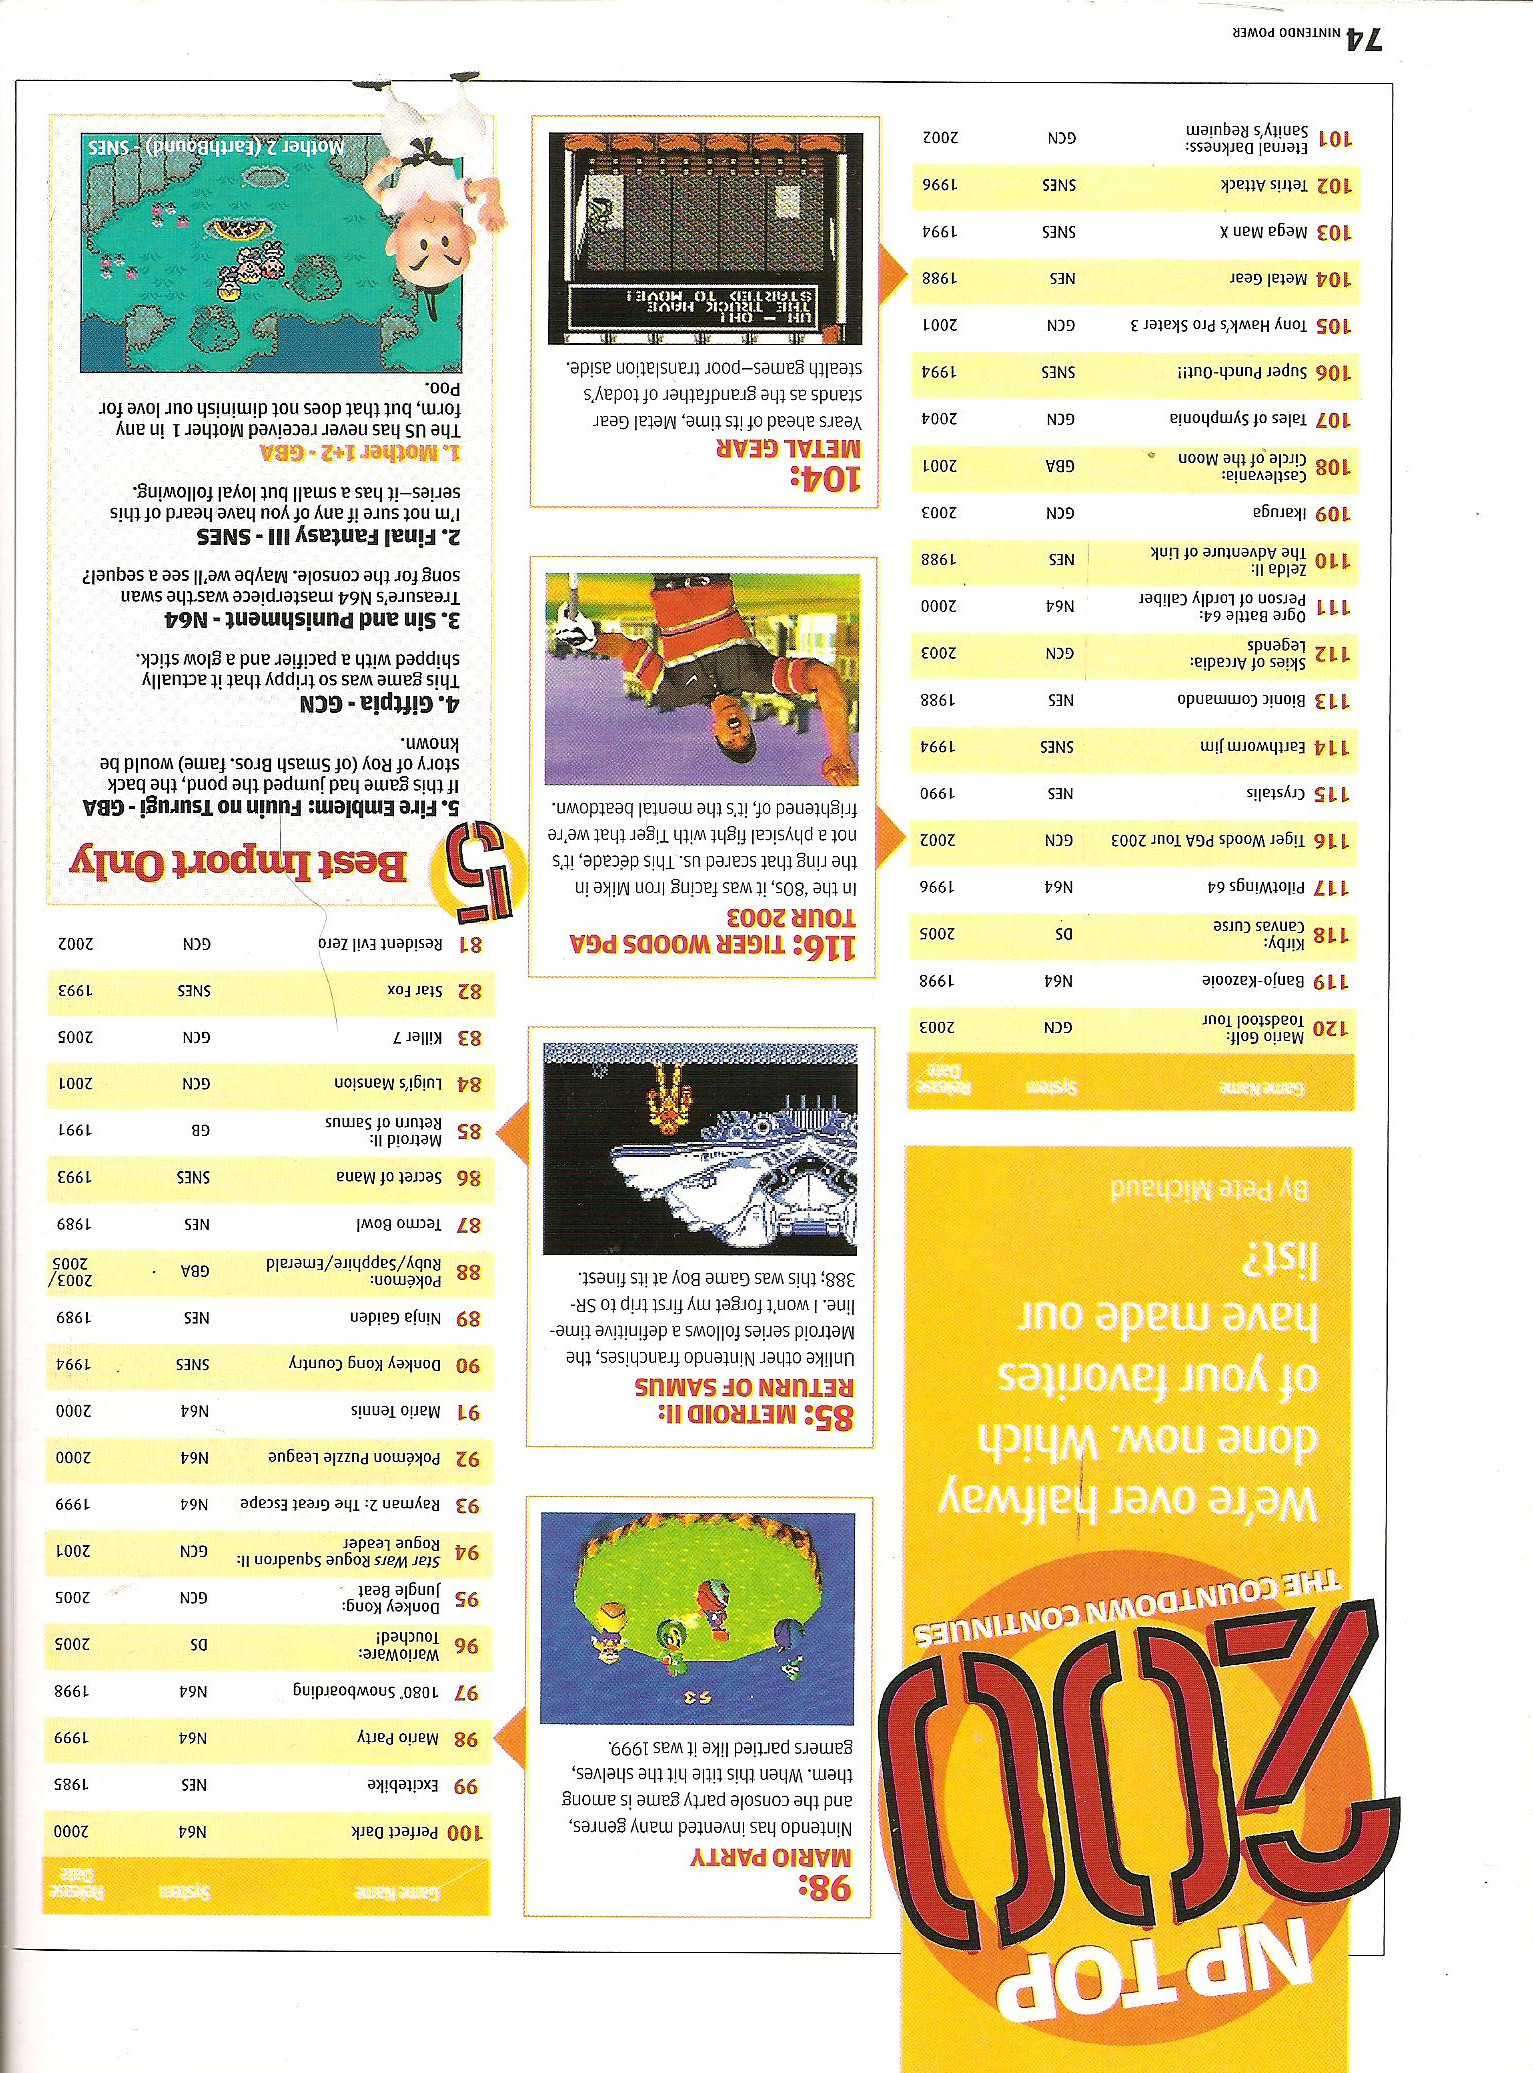 NP TOP
200
THE COUNTDOWN CONTINUES
We're over halfway
done now. Which
of your favorites
have made our
list?
By Pete Michaud
Game Name System Release Date
120 Mario Golf: Toadstool Tour GCN 2003
119 Banjo-Kazooie N64 1998
118 Kirby: Canvas Curse DS 2005
117 PilotWings 64 N64 1996
116 Tiger Woods PGA Tour 2003 GCN 2002
115 Crystalis NES 1990
114 Earthworm Jim SNES 1994
113 Bionic Commando NES 1988
112 Skies of Arcadia: Legends GCN 2003
111 Ogre Battle 64: Person of Lordly Caliber N64 2000
110 Zelda II: The Adventure of Link NES 1988
109 Ikaruga GCN 2003
108 Castlevania: Circle of the Moon GBA 2001
107 Tales of Symphonia GCN 2004
106 Super Punch-Out!! SNES 1994
105 Tony Hawk's Pro Skater 3 GCN 2001
104 Metal Gear NES 1988
103 Mega Man X SNES 1994
102 Tetris Attack SNES 1996
101 Eternal Darkness: Sanity's Requiem GCN 2002
98:
MARIO PARTY
Nintendo has invented many genres,
and the console party game is among
them. When this title hit the shelves,
gamers partied like it was 1999.
53
85: METROID II:
RETURN OF SAMUS
Unlike other Nintendo franchises, the
Metroid series follows a definitive time-
line. I won't forget my first trip to SR-
388; this was Game Boy at its finest.
116: TIGER WOODS PGA
TOUR 2003
In the '80s, it was facing Iron Mike in
the ring that scared us. This decade, it's
not a physical fight with Tiger that we're
frightened of, it's the mental beatdown.
104:
METAL GEAR
Years ahead of its time, Metal Gear
stands as the grandfather of today's
stealth games—poor translation aside.
UH - OH!
THE TRUCK HAVE
STARTED TO MOVE!
Game Name System Release Date
100 Perfect Dark N64 2000
99 Excitebike NES 1985
98 Mario Party N64 1999
97 1080° Snowboarding N64 1998
96 WarioWare: Touched! DS 2005
95 Donkey Kong: Jungle Beat GCN 2005
94 Star Wars Rogue Squadron II: Rogue Leader GCN 2001
93 Rayman 2: The Great Escape N64 1999
92 Pokémon Puzzle League N64 2000
91 Mario Tennis N64 2000
90 Donkey Kong Country SNES 1994
89 Ninja Gaiden NES 1989
88 Pokémon: Ruby/Sapphire/Emerald GBA 2003/2005
87 Tecmo Bowl NES 1989
86 Secret of Mana SNES 1993
85 Metroid II: Return of Samus GB 1991
84 Luigi's Mansion GCN 2001
83 Killer 7 GCN 2005
82 Star Fox SNES 1993
81 Resident Evil Zero GCN 2002
5 Best Import Only
5. Fire Emblem: Fuuin no Tsurugi - GBA
If this game had jumped the pond, the back
story of Roy (of Smash Bros. fame) would be
known.
4. Giftpia - GCN
This game was so trippy that it actually
shipped with a pacifier and a glow stick.
3. Sin and Punishment - N64
Treasure's N64 masterpiece was the swan
song for the console. Maybe we'll see a sequel?
2. Final Fantasy III - SNES
I'm not sure if any of you have heard of this
series—it has a small but loyal following.
1. Mother 1+2 - GBA
The US has never received Mother 1 in any
form, but that does not diminish our love for
Poo.
Mother 2 (EarthBound) - SNES
74 NINTENDO POWER